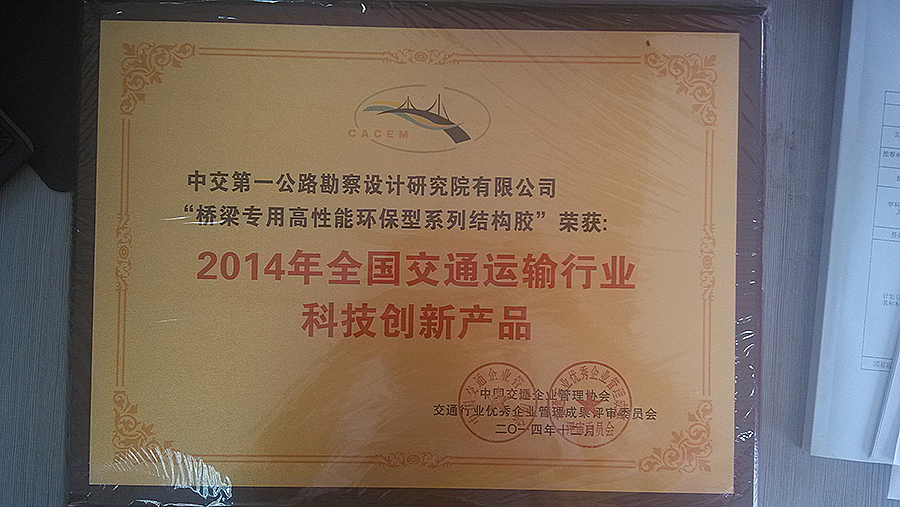 CACEM
中交第一公路勘察设计研究院有限公司
“桥梁专用高性能环保型系列结构胶”荣获:
2014年全国交通运输行业
科技创新产品
中国交通企业管理协会
交通行业优秀企业管理成果评审委员会
二〇一四年十二月